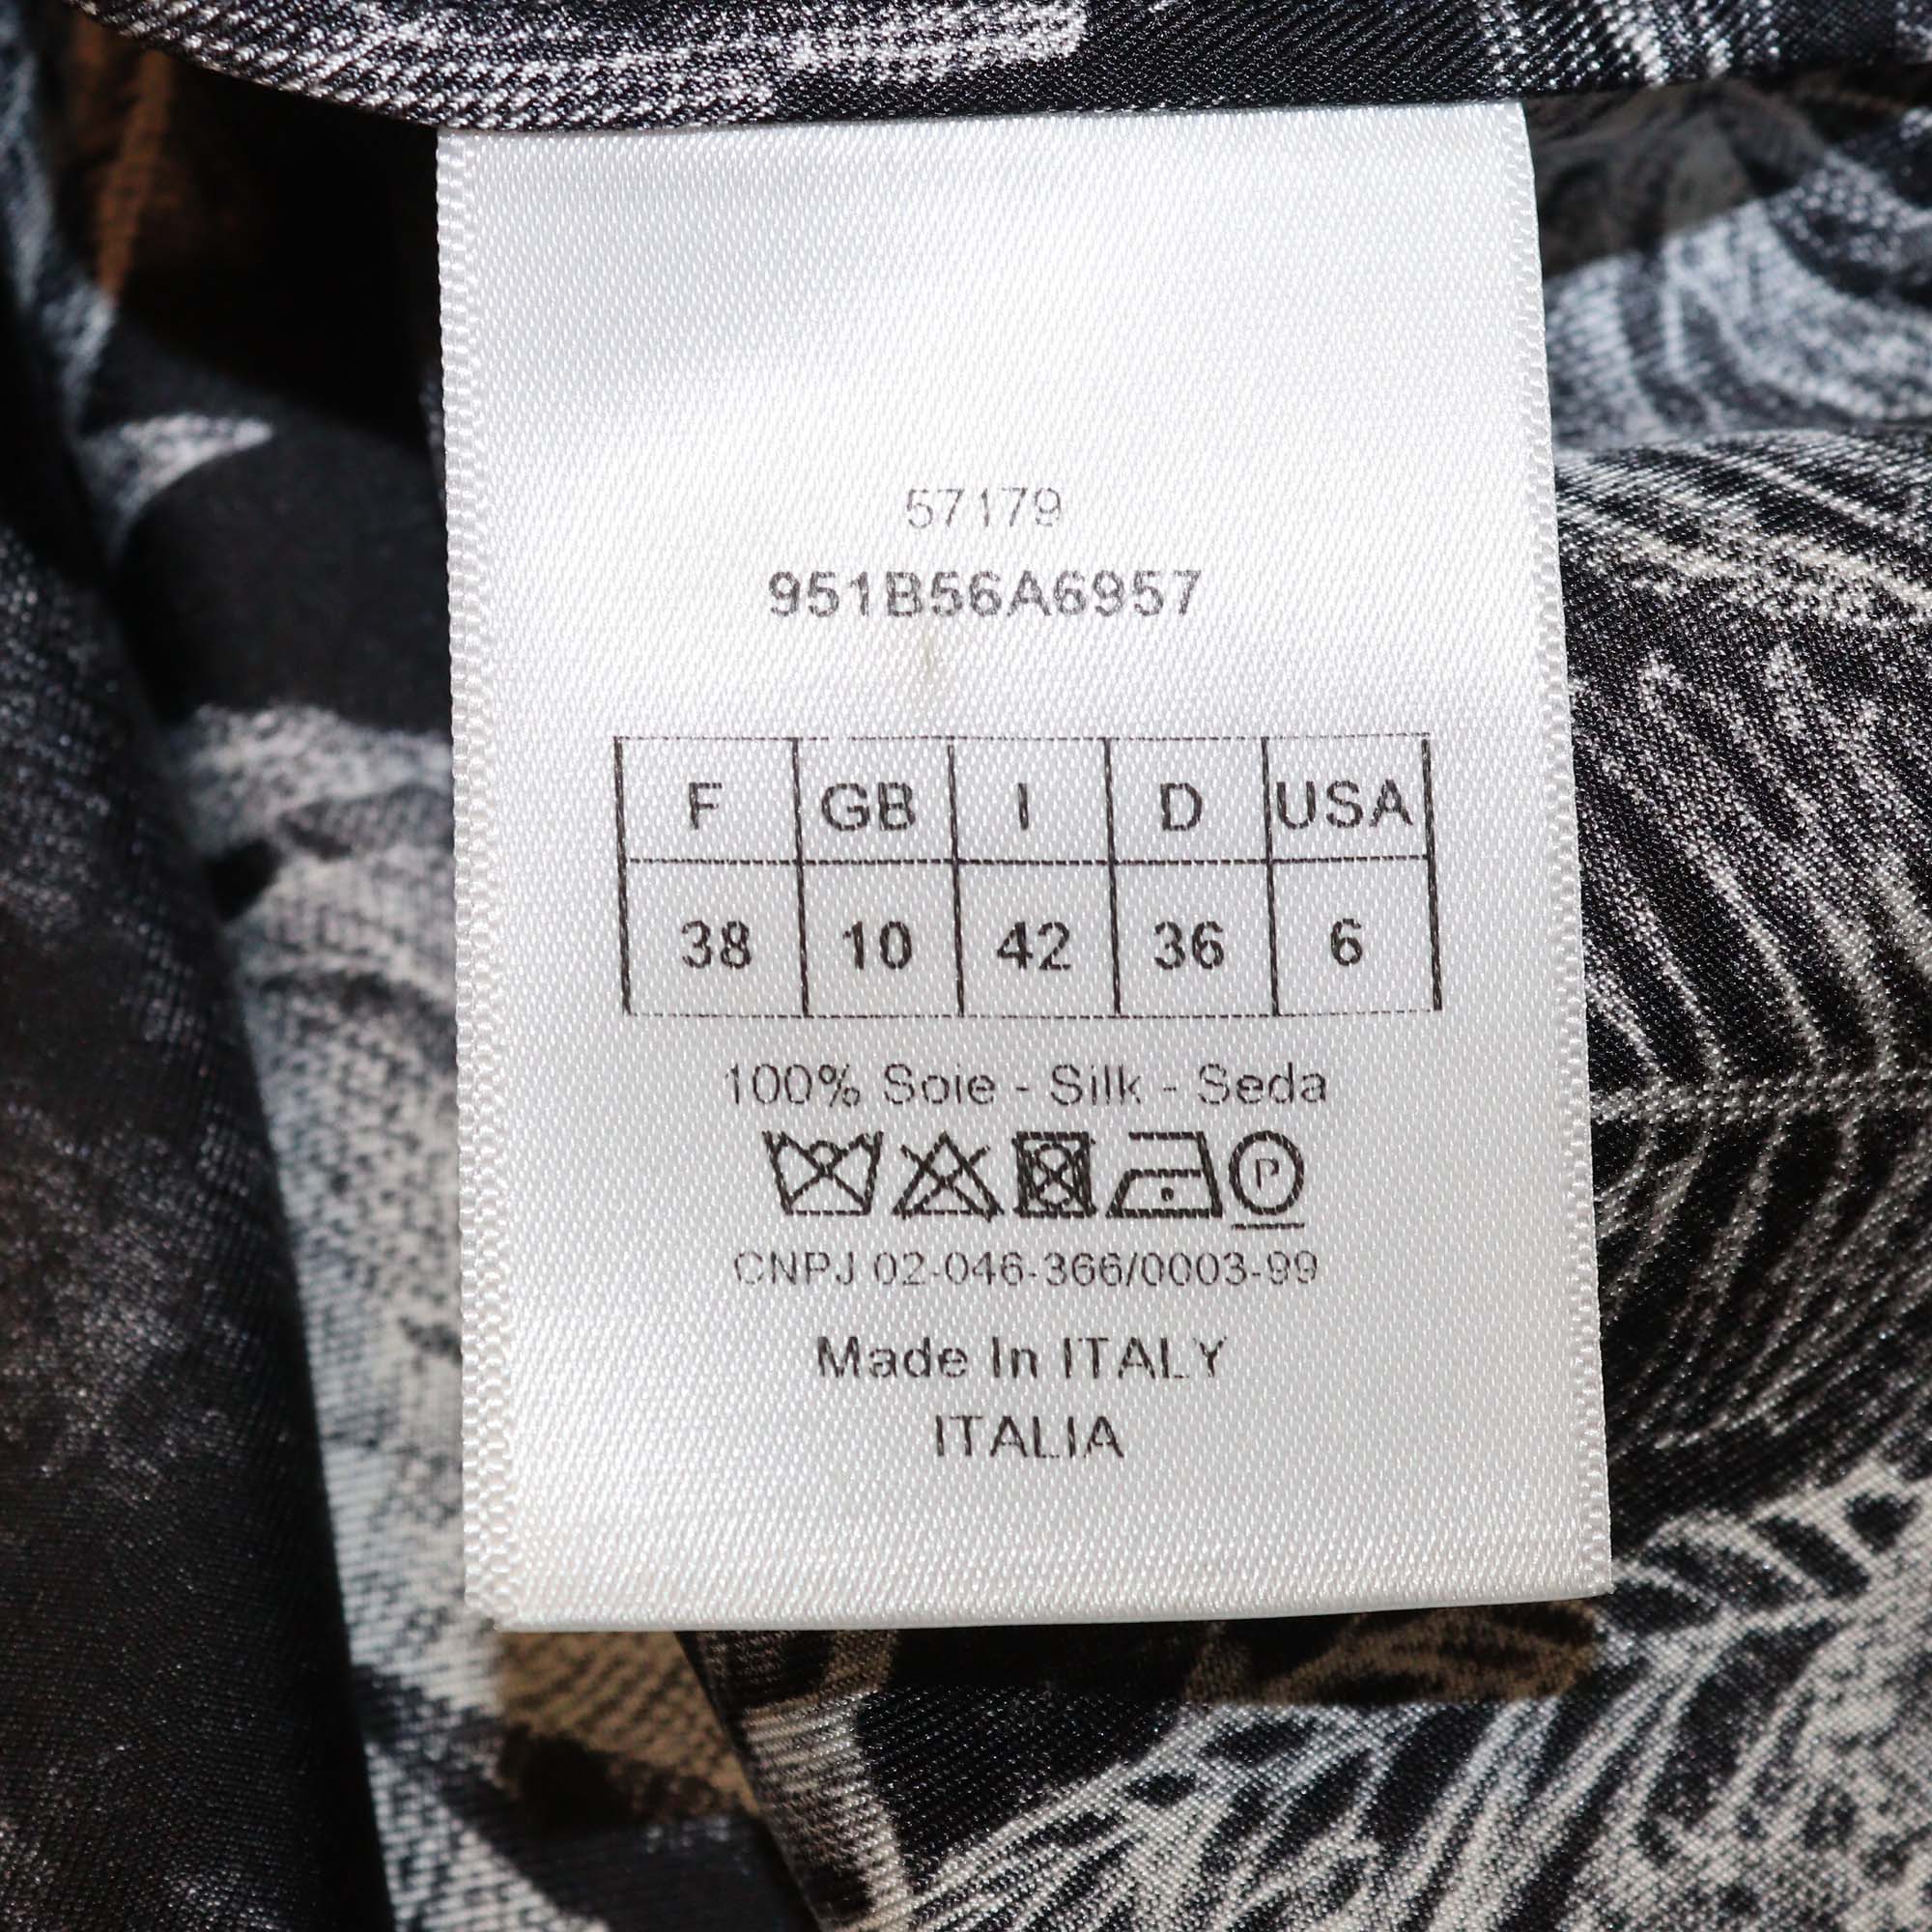 57179
951B56A6957
F GB I D USA
38 10 42 36 6
100% Soie - Silk - Seda
P
CNPJ 02-046-366/0003-99
Made In ITALY
ITALIA